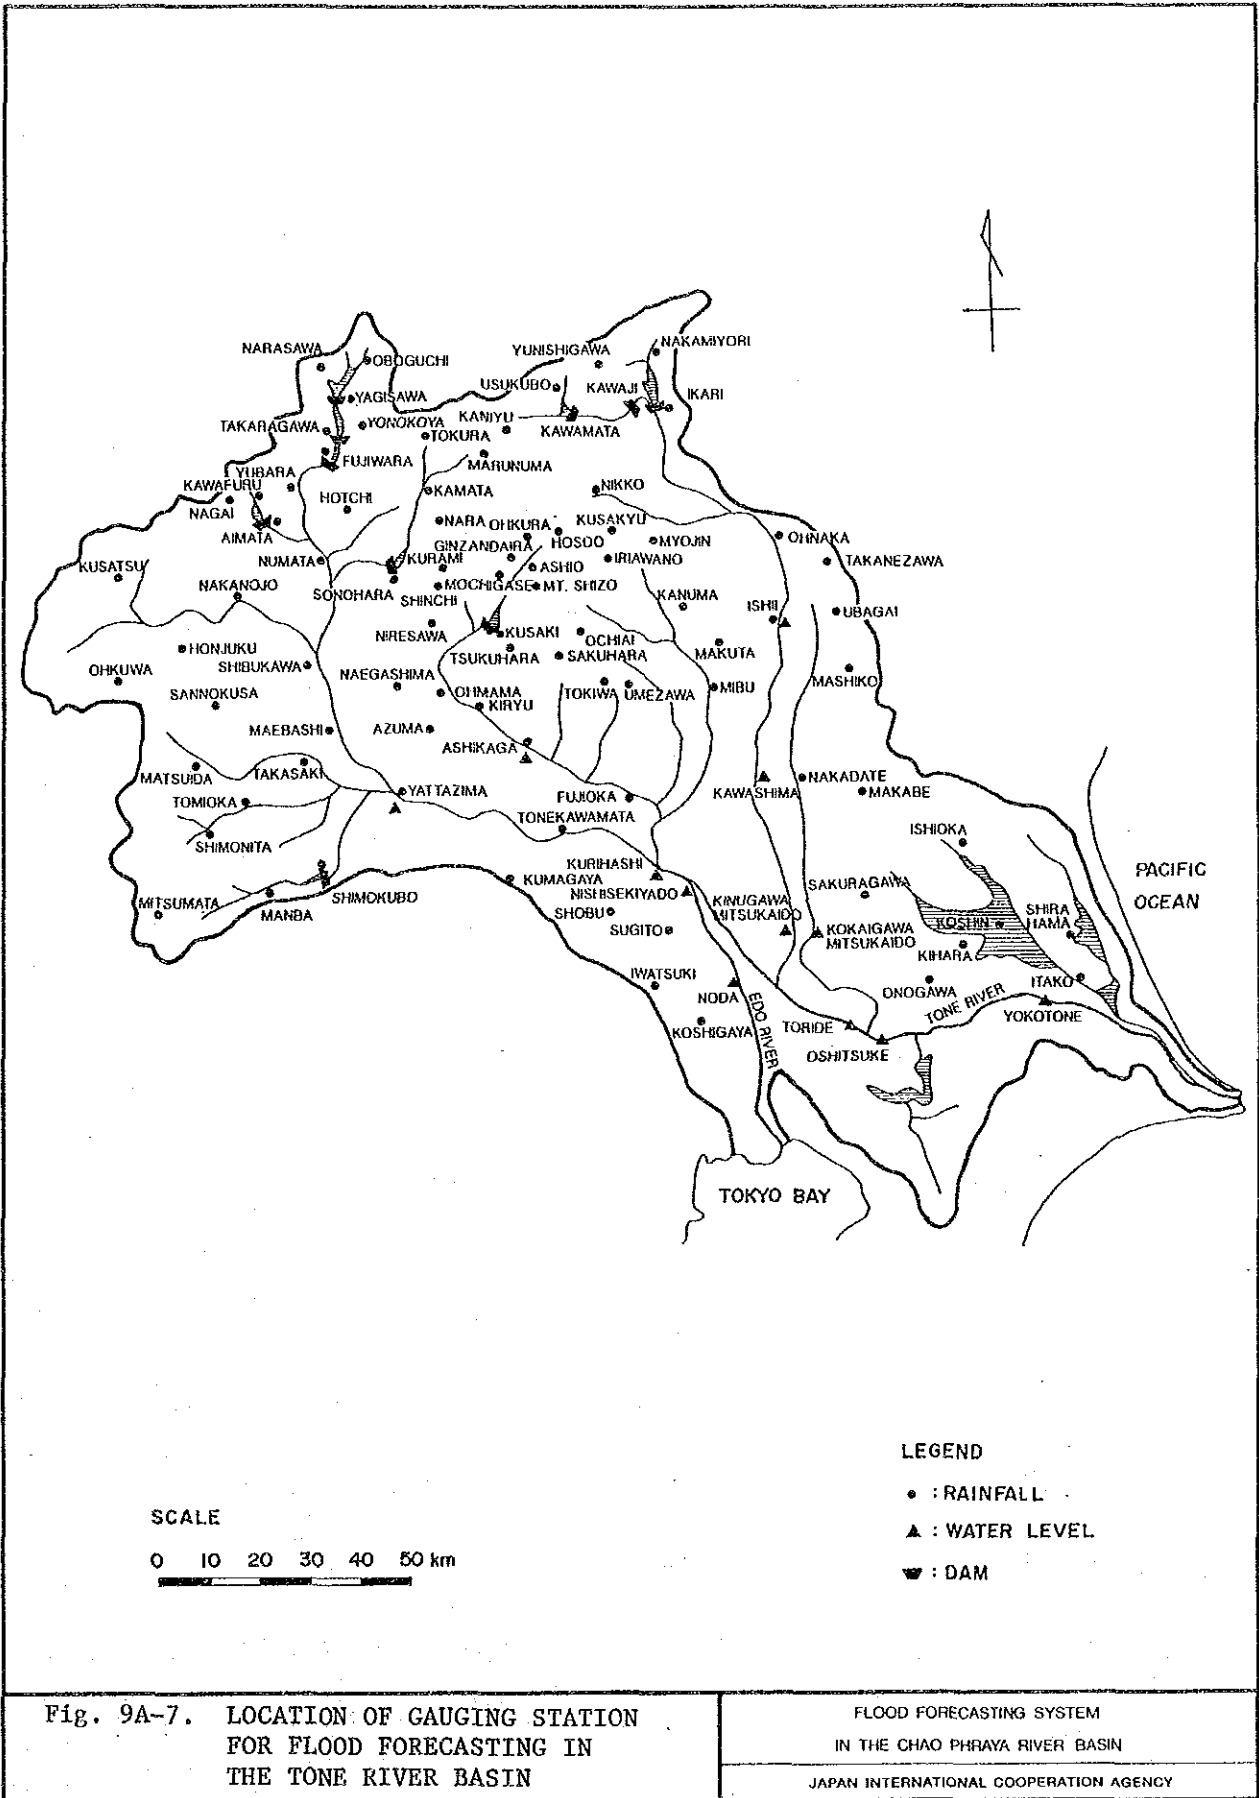 NARASAWA
OBOGUCHI
YUNISHIGAWA
NAKAMIYORI
YAGISAWA
USUKUBO
KAWAJI
IKARI
TAKARAGAWA
YONOKOYA
KANIYU
KAWAMATA
TOKURA
FUJIWARA
MARUNUMA
YUBARA
KAWAFURU
HOTCHI
KAMATA
NIKKO
NAGAI
NARA
OHKURA
KUSAKYU
AIMATA
GINZANDAIRA
HOSOO
MYOJIN
OHNAKA
NUMATA
KURAMI
ASHIO
IRIAWANO
TAKANEZAWA
KUSATSU
NAKANOJO
SONOHARA
MOCHIGASE
MT. SHIZO
KANUMA
ISHII
SHINCHI
UBAGAI
NIRESAWA
KUSAKI
OCHIAI
HONJUKU
TSUKUHARA
SAKUHARA
MAKUTA
OHKUWA
SHIBUKAWA
NAEGASHIMA
MASHIKO
SANNOKUSA
OHMAMA
TOKIWA
UMEZAWA
MIBU
KIRYU
MAEBASHI
AZUMA
ASHIKAGA
MATSUIDA
TAKASAKI
NAKADATE
TOMIOKA
YATTAZIMA
FUJIOKA
KAWASHIMA
MAKABE
TONEKAWAMATA
SHIMONITA
ISHIOKA
KURIHASHI
PACIFIC
OCEAN
KUMAGAYA
NISHISEKIYADO
SAKURAGAWA
MITSUMATA
SHIMOKUBO
KINUGAWA
MITSUKAIDO
MANBA
SHOBU
SHIRA
HAMA
SUGITO
KOKAIGAWA
MITSUKAIDO
KOSHIN
KIHARA
IWATSUKI
ITAKO
NODA
ONOGAWA
EDO RIVER
TONE RIVER
KOSHIGAYA
TORIDE
YOKOTONE
OSHITSUKE
TOKYO BAY
LEGEND
: RAINFALL
: WATER LEVEL
: DAM
SCALE
0 10 20 30 40 50 km
Fig. 9A-7. LOCATION OF GAUGING STATION
FOR FLOOD FORECASTING IN
THE TONE RIVER BASIN
FLOOD FORECASTING SYSTEM
IN THE CHAO PHRAYA RIVER BASIN
JAPAN INTERNATIONAL COOPERATION AGENCY